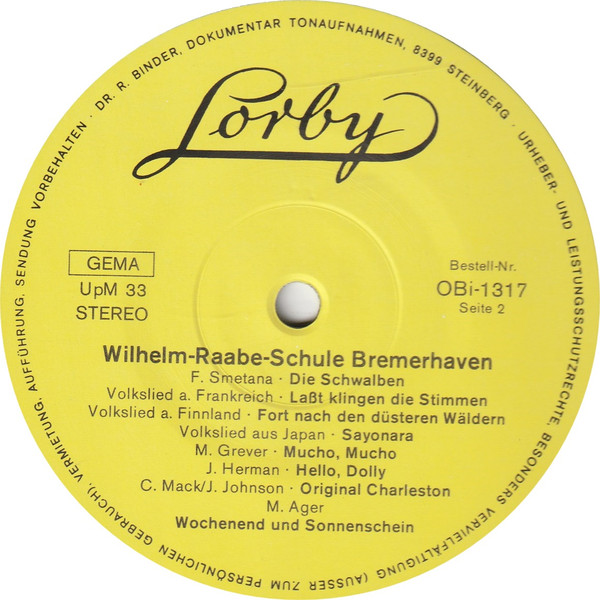 DR. R. BINDER, DOKUMENTAR TONAUFNAHMEN, 8399 STEINBERG · URHEBER- UND LEISTUNGSSCHUTZRECHTE, BESONDERS VERVIELFÄLTIGUNG (AUSSER ZUM PERSÖNLICHEN GEBRAUCH), VERMIETUNG, AUFFÜHRUNG, SENDUNG VORBEHALTEN ·
Lorby
GEMA
UpM 33
STEREO
Bestell-Nr.
OBi-1317
Seite 2
Wilhelm-Raabe-Schule Bremerhaven
F. Smetana · Die Schwalben
Volkslied a. Frankreich · Laßt klingen die Stimmen
Volkslied a. Finnland · Fort nach den düsteren Wäldern
Volkslied aus Japan · Sayonara
M. Grever · Mucho, Mucho
J. Herman · Hello, Dolly
C. Mack/J. Johnson · Original Charleston
M. Ager
Wochenend und Sonnenschein